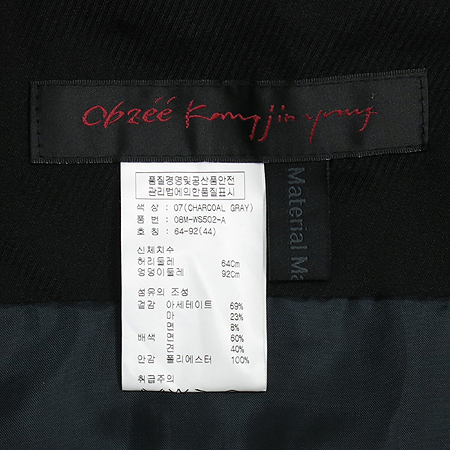 Obzéé Kangjinyoung
Material Ma
품질경영및공산품안전
관리법에의한품질표시
색 상 : 07(CHARCOAL GRAY)
품 번 : 08M-WS502-A
호 칭 : 64-92(44)
신체치수
허리둘레 64Cm
엉덩이둘레 92Cm
섬유의 조성
겉감 아세테이트 69%
마 23%
면 8%
배색 면 60%
견 40%
안감 폴리에스터 100%
취급주의